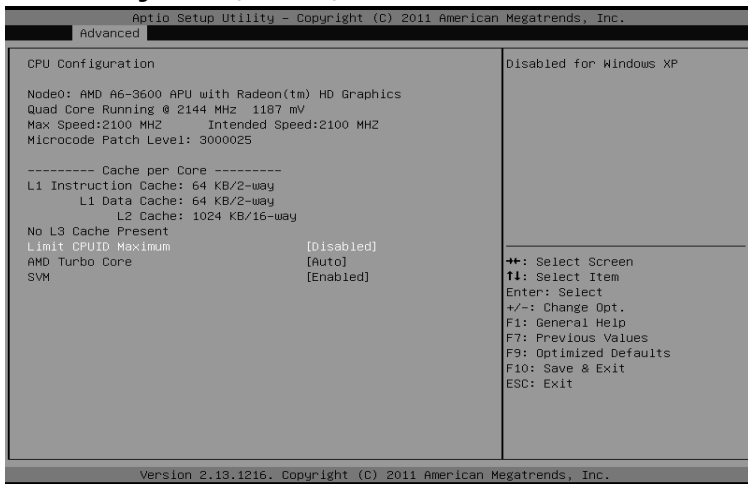 Aptio Setup Utility – Copyright (C) 2011 American Megatrends, Inc.
Advanced
CPU Configuration
Node0: AMD A6-3600 APU with Radeon(tm) HD Graphics
Quad Core Running @ 2144 MHz 1187 mV
Max Speed:2100 MHZ Intended Speed:2100 MHZ
Microcode Patch Level: 3000025
--------- Cache per Core ---------
L1 Instruction Cache: 64 KB/2-way
L1 Data Cache: 64 KB/2-way
L2 Cache: 1024 KB/16-way
No L3 Cache Present
Limit CPUID Maximum [Disabled]
AMD Turbo Core [Auto]
SVM [Enabled]
Disabled for Windows XP
→←: Select Screen
↑↓: Select Item
Enter: Select
+/-: Change Opt.
F1: General Help
F7: Previous Values
F9: Optimized Defaults
F10: Save & Exit
ESC: Exit
Version 2.13.1216. Copyright (C) 2011 American Megatrends, Inc.